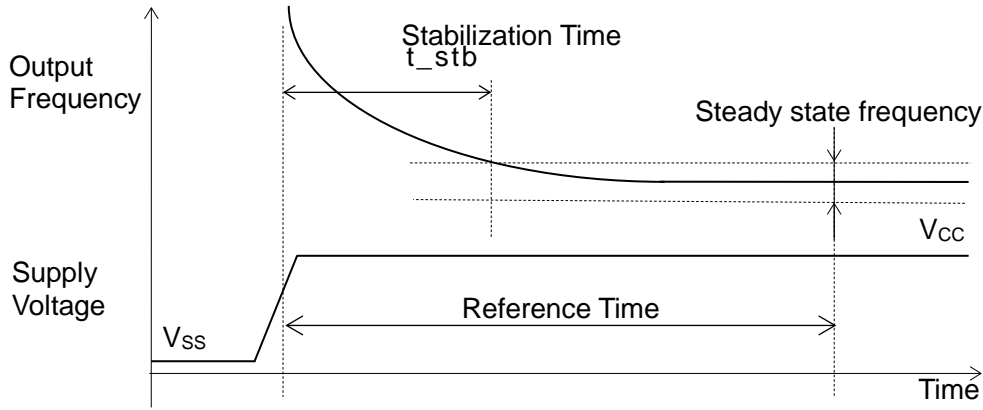 Stabilization Time
t_stb
Output
Frequency
Steady state frequency
VCC
Supply
Voltage
Reference Time
VSS
Time